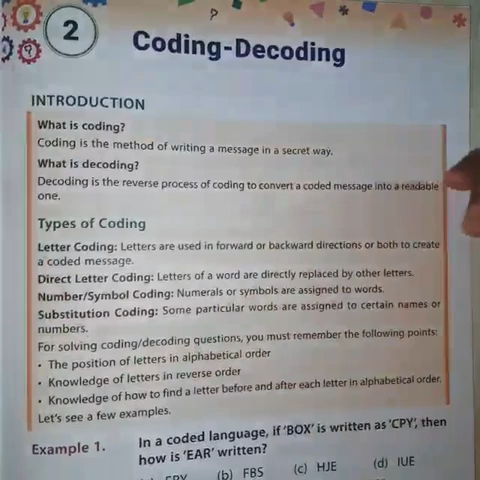 2
Coding-Decoding
INTRODUCTION
What is coding?
Coding is the method of writing a message in a secret way.
What is decoding?
Decoding is the reverse process of coding to convert a coded message into a readable
one.
Types of Coding
Letter Coding: Letters are used in forward or backward directions or both to create
a coded message.
Direct Letter Coding: Letters of a word are directly replaced by other letters.
Number/Symbol Coding: Numerals or symbols are assigned to words.
Substitution Coding: Some particular words are assigned to certain names or
numbers.
For solving coding/decoding questions, you must remember the following points:
• The position of letters in alphabetical order
• Knowledge of letters in reverse order
• Knowledge of how to find a letter before and after each letter in alphabetical order.
Let's see a few examples.
Example 1. In a coded language, if 'BOX' is written as 'CPY', then
how is 'EAR' written?
(b) FBS (c) HJE (d) IUE